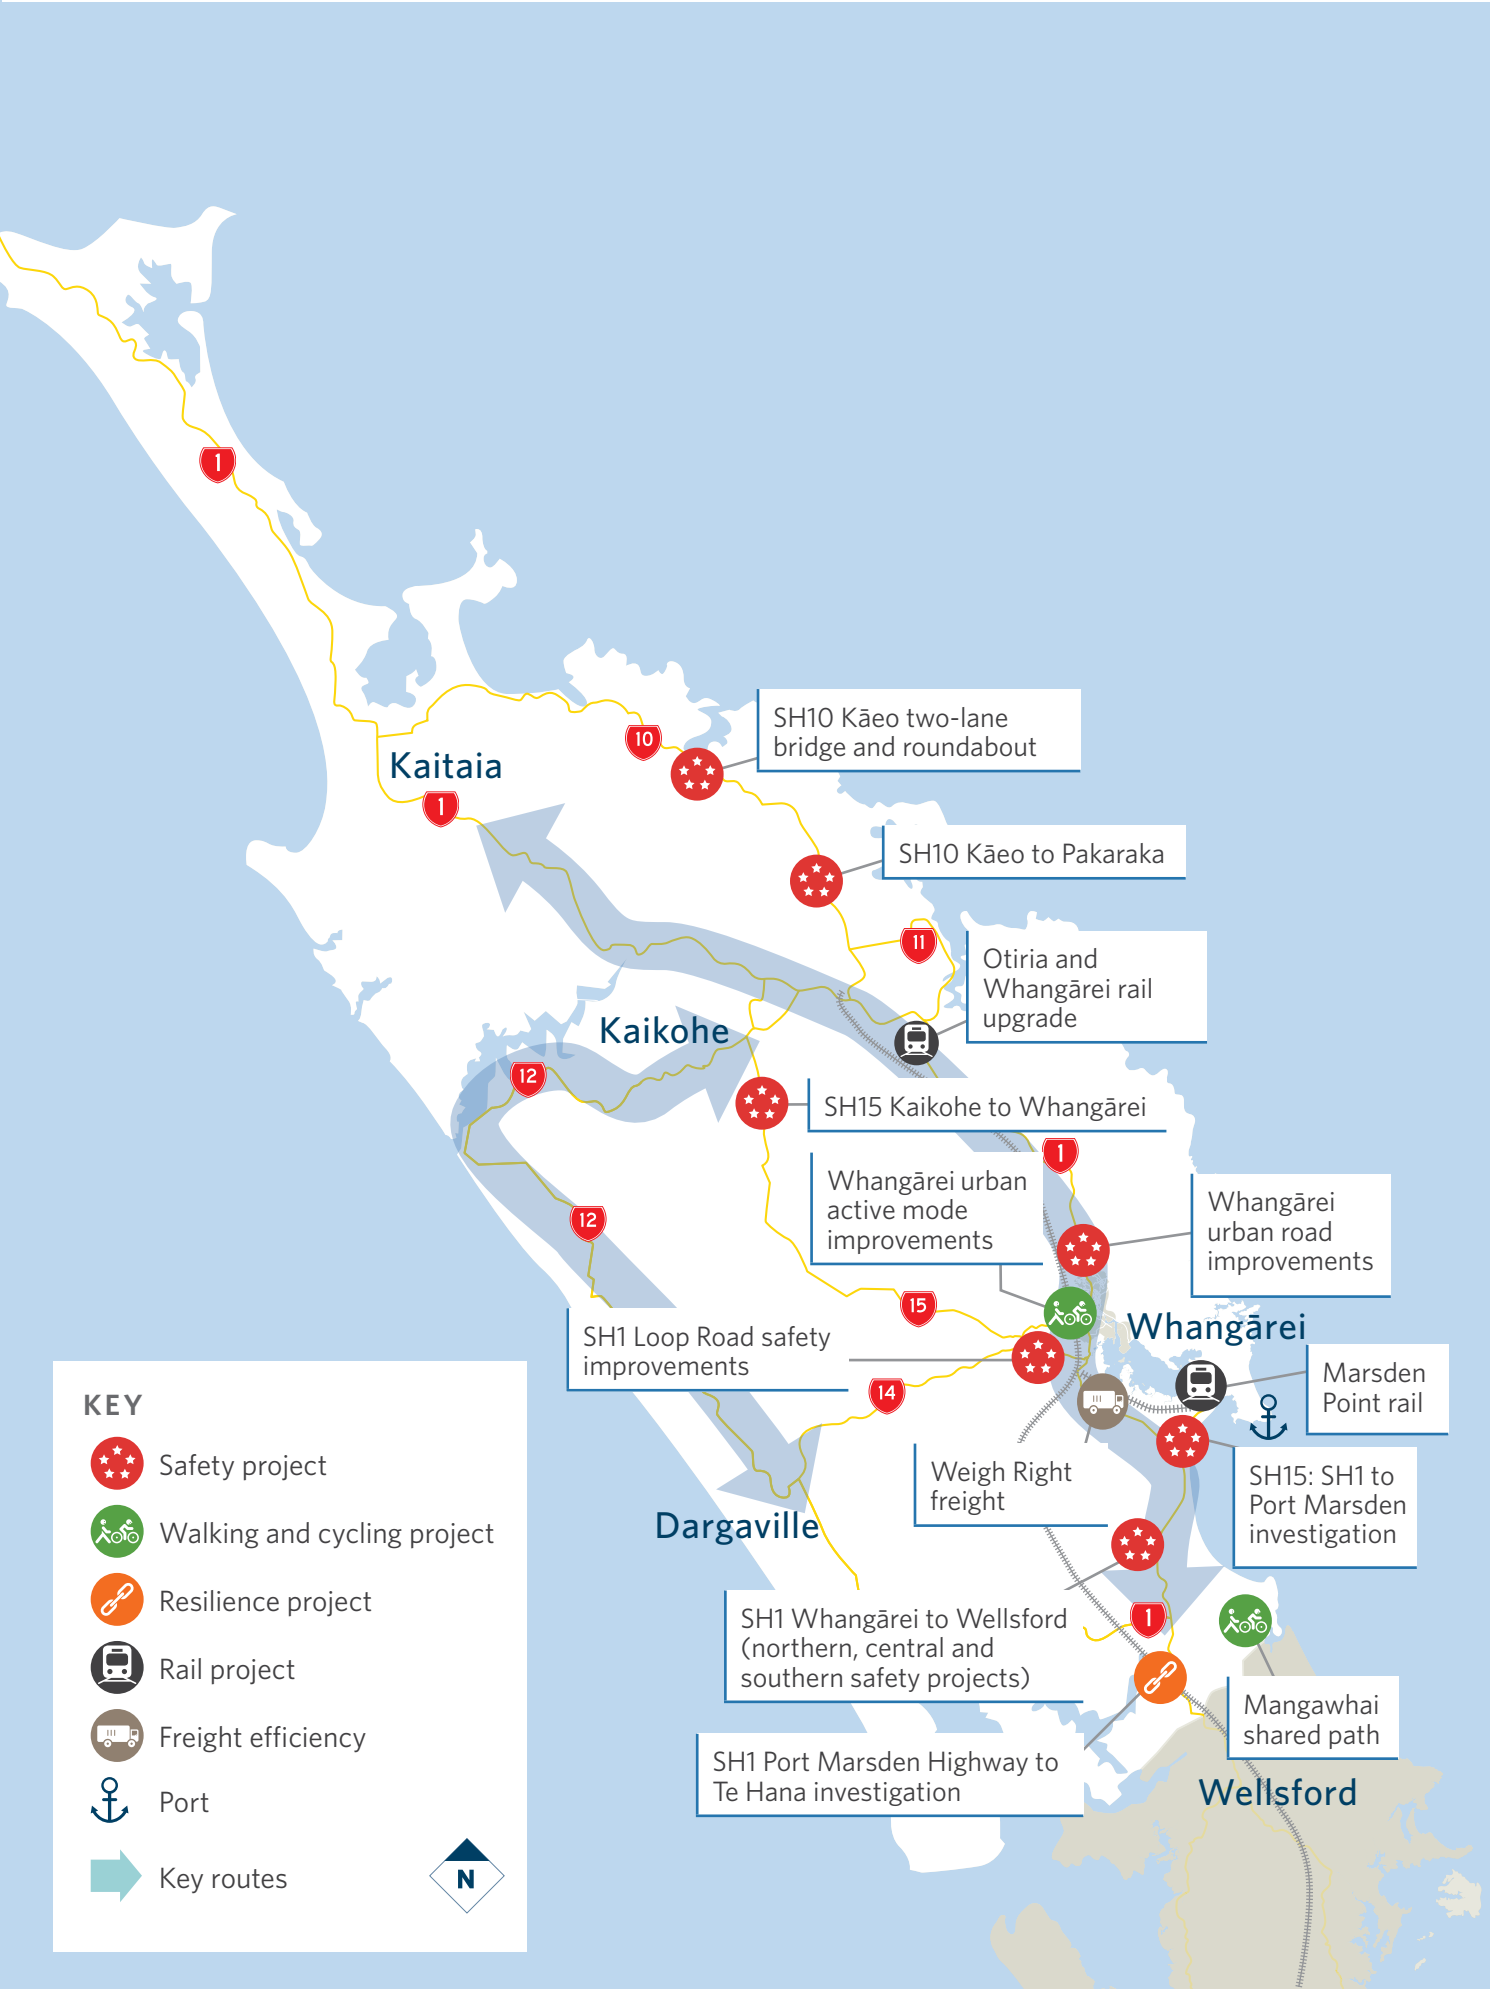 1
SH10 Kāeo two-lane
bridge and roundabout
10
Kaitaia
1
SH10 Kāeo to Pakaraka
11
Otiria and
Whangārei rail
upgrade
Kaikohe
12
SH15 Kaikohe to Whangārei
1
Whangārei urban
active mode
improvements
Whangārei
urban road
improvements
12
15
Whangārei
SH1 Loop Road safety
improvements
14
Marsden
Point rail
Weigh Right
freight
SH15: SH1 to
Port Marsden
investigation
Dargaville
SH1 Whangārei to Wellsford
(northern, central and
southern safety projects)
1
Mangawhai
shared path
SH1 Port Marsden Highway to
Te Hana investigation
Wellsford
KEY
Safety project
Walking and cycling project
Resilience project
Rail project
Freight efficiency
Port
Key routes
N